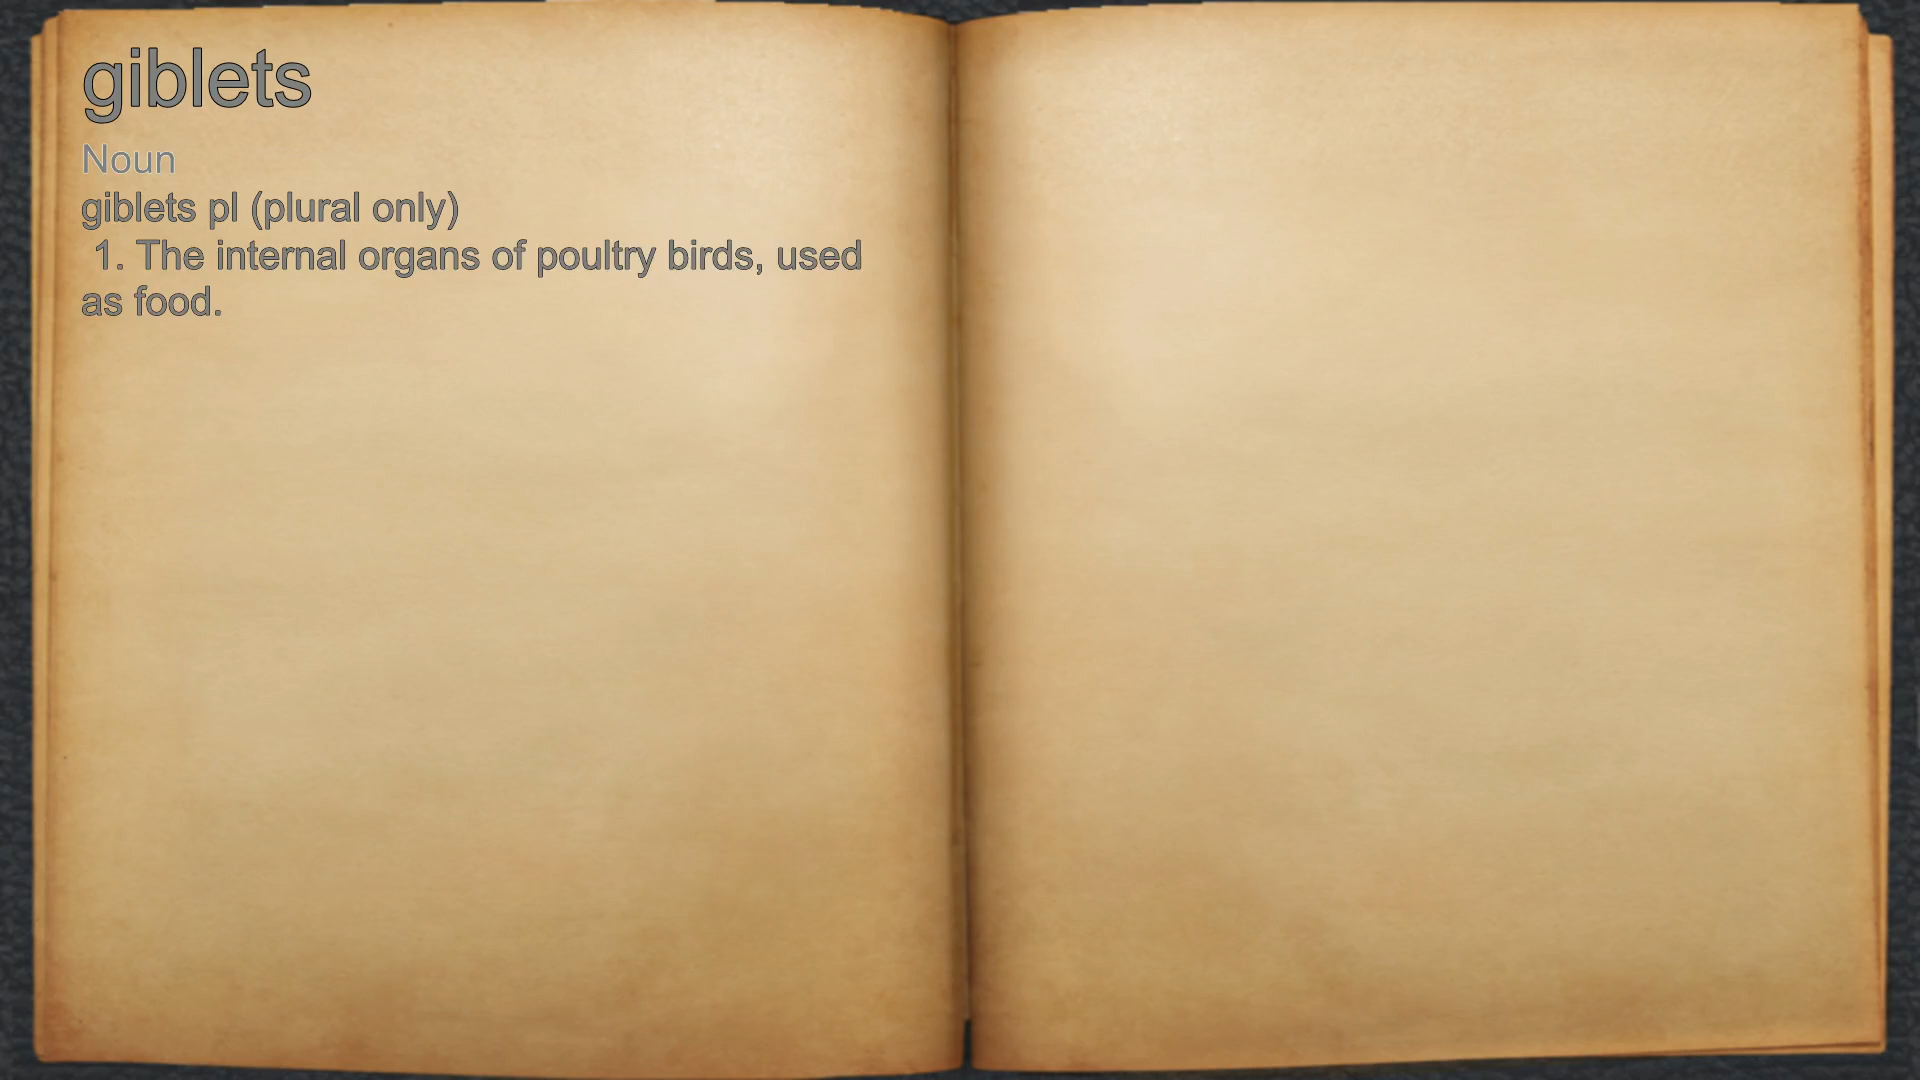 giblets
Noun
giblets pl (plural only)
1. The internal organs of poultry birds, used
as food.